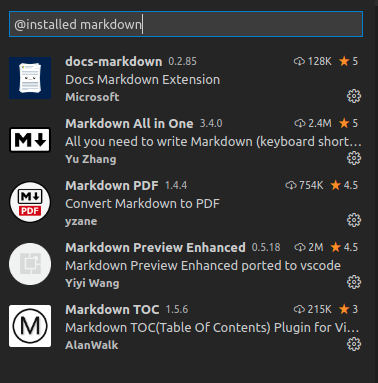 @installed markdown
docs-markdown 0.2.85 128K 5
Docs Markdown Extension
Microsoft
Markdown All in One 3.4.0 2.4M 5
All you need to write Markdown (keyboard short...
Yu Zhang
Markdown PDF 1.4.4 754K 4.5
Convert Markdown to PDF
yzane
Markdown Preview Enhanced 0.5.18 2M 4.5
Markdown Preview Enhanced ported to vscode
Yiyi Wang
Markdown TOC 1.5.6 215K 3
Markdown TOC(Table Of Contents) Plugin for Vi...
AlanWalk
M
M
PDF
M